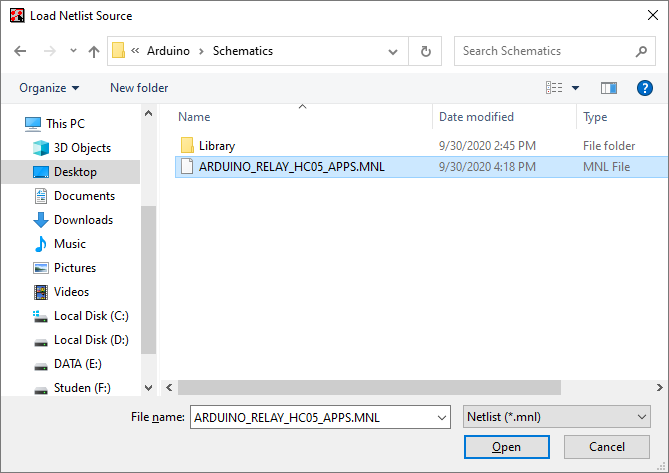 Load Netlist Source
« Arduino › Schematics
Search Schematics
Organize
New folder
?
Name
Date modified
Type
Library
9/30/2020 2:45 PM
File folder
ARDUINO_RELAY_HC05_APPS.MNL
9/30/2020 4:18 PM
MNL File
This PC
3D Objects
Desktop
Documents
Downloads
Music
Pictures
Videos
Local Disk (C:)
Local Disk (D:)
DATA (E:)
Studen (F:)
File name:
ARDUINO_RELAY_HC05_APPS.MNL
Netlist (*.mnl)
Open
Cancel